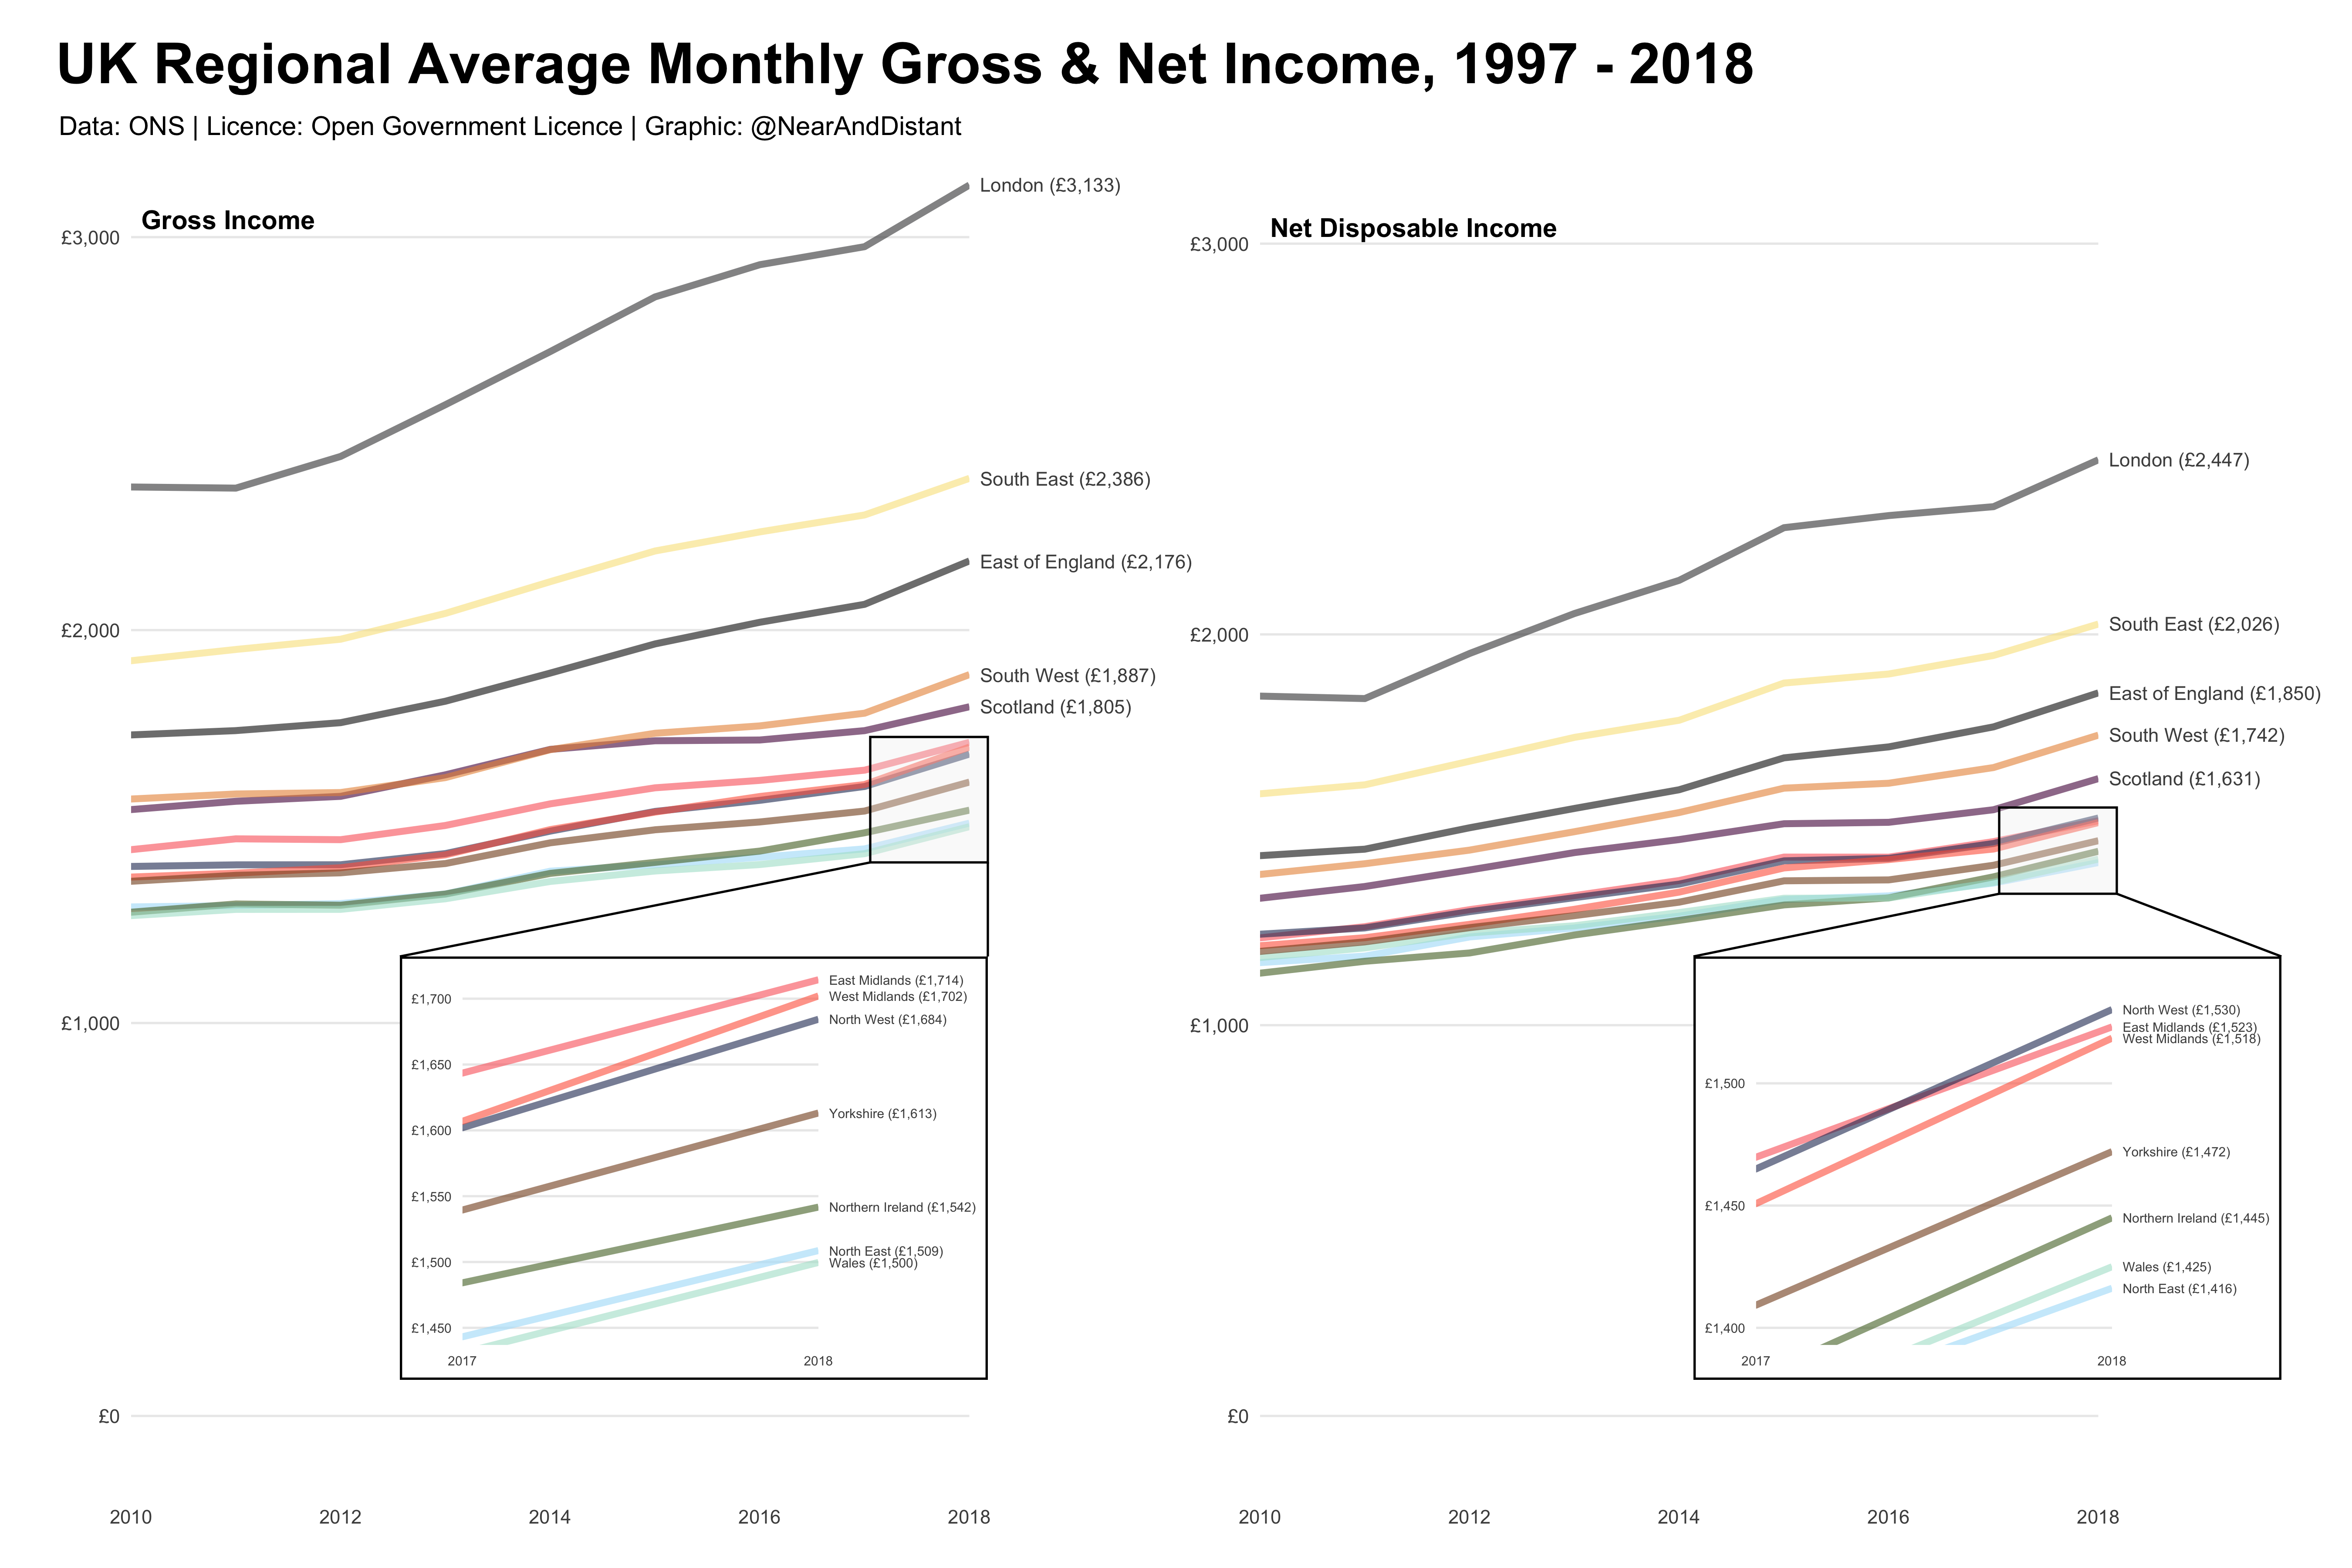 UK Regional Average Monthly Gross & Net Income, 1997 - 2018
Data: ONS | Licence: Open Government Licence | Graphic: @NearAndDistant
Gross Income
£3,000
£2,000
£1,000
£0
London (£3,133)
South East (£2,386)
East of England (£2,176)
South West (£1,887)
Scotland (£1,805)
£1,700
£1,650
£1,600
£1,550
£1,500
£1,450
East Midlands (£1,714)
West Midlands (£1,702)
North West (£1,684)
Yorkshire (£1,613)
Northern Ireland (£1,542)
North East (£1,509)
Wales (£1,500)
2017 2018
2010 2012 2014 2016 2018
Net Disposable Income
£3,000
£2,000
£1,000
£0
London (£2,447)
South East (£2,026)
East of England (£1,850)
South West (£1,742)
Scotland (£1,631)
£1,500
£1,450
£1,400
North West (£1,530)
East Midlands (£1,523)
West Midlands (£1,518)
Yorkshire (£1,472)
Northern Ireland (£1,445)
Wales (£1,425)
North East (£1,416)
2017 2018
2010 2012 2014 2016 2018